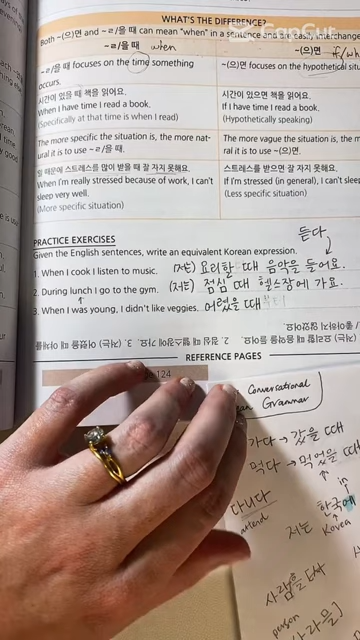 CapCut
WHAT'S THE DIFFERENCE?
Both -(으)면 and -ㄹ/을 때 can mean "when" in a sentence and are interchange
-ㄹ/을 때 when
-(으)면 if/wh
-ㄹ/을 때 focuses on the time something occurs.
-(으)면 focuses on the hypothetical
시간이 있을 때 책을 읽어요.
When I have time I read a book.
(Specifically at that time is when I read)
시간이 있으면 책을 읽어요.
If I have time I read a book.
(Hypothetically speaking)
The more specific the situation is, the more natural it is to use -ㄹ/을 때.
The more vague the situation is, the
ral it is to use -(으)면.
일 때문에 스트레스를 많이 받을 때 잘 자지 못해요.
When I'm really stressed because of work, I can't sleep very well.
(More specific situation)
스트레스를 받으면 잘 자지 못해요.
If I'm stressed (in general), I can't sleep
(Less specific situation)
듣다
PRACTICE EXERCISES
Given the English sentences, write an equivalent Korean expression.
1. When I cook I listen to music. (저는) 요리할 때 음악을 들어요.
2. During lunch I go to the gym. (저는) 점심 때 헬스장에 가요.
3. When I was young, I didn't like veggies. 어렸을 때
REFERENCE PAGES
124
Conversational
Grammar
가다 → 갔을 때
먹다 → 먹었을 때
다니다
attend
저는 한국에
Korea
사람들
person